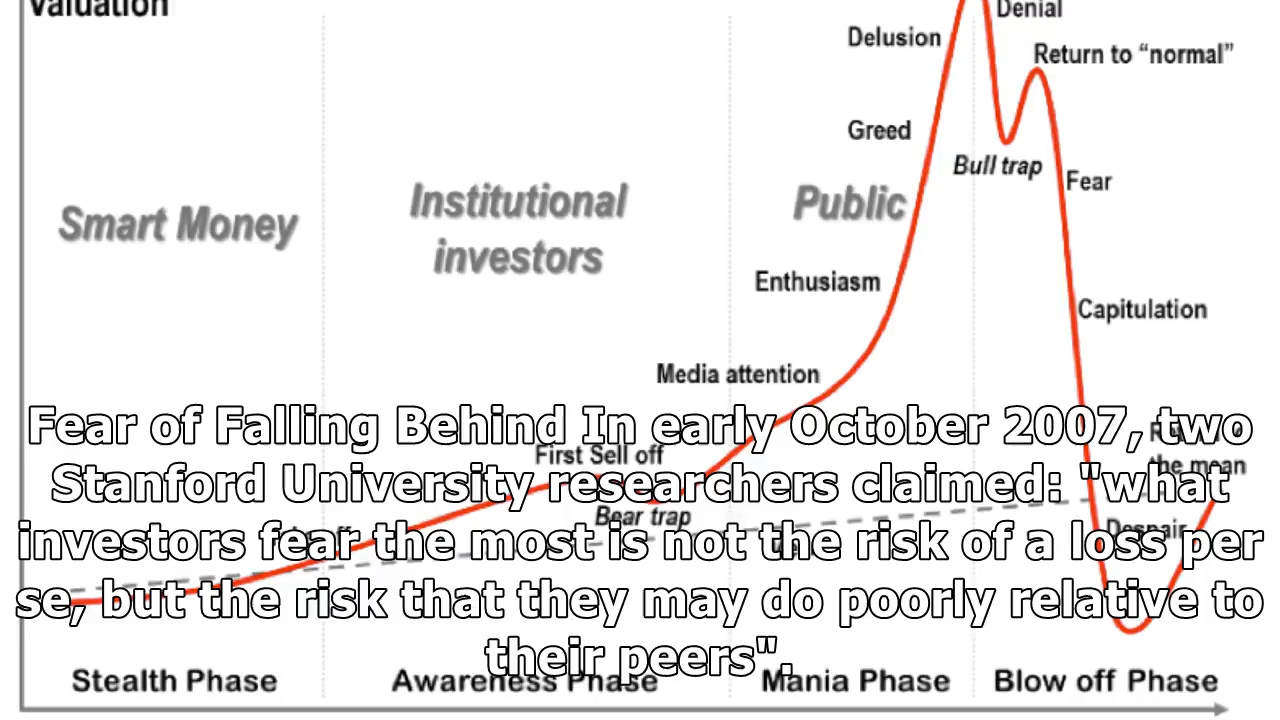 Valuation
Denial
Delusion
Return to “normal”
Greed
Bull trap
Fear
Smart Money
Institutional
investors
Public
Enthusiasm
Capitulation
Media attention
First Sell off
the mean
Bear trap
Despair
Fear of Falling Behind In early October 2007, two
Stanford University researchers claimed: "what
investors fear the most is not the risk of a loss per
se, but the risk that they may do poorly relative to
their peers".
Stealth Phase
Awareness Phase
Mania Phase
Blow off Phase